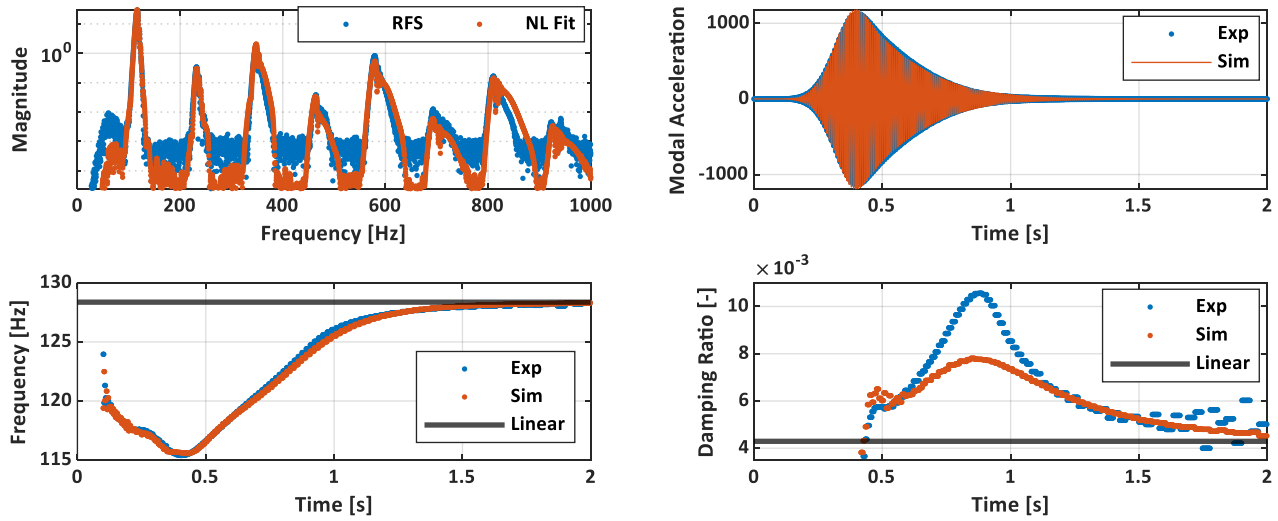 RFS NL Fit
10^0
Magnitude
0 200 400 600 800 1000
Frequency [Hz]
1000
0
-1000
Modal Acceleration
Exp
Sim
0 0.5 1 1.5 2
Time [s]
130
125
120
115
Frequency [Hz]
Exp
Sim
Linear
0 0.5 1 1.5 2
Time [s]
× 10^-3
10
8
6
4
Damping Ratio [-]
Exp
Sim
Linear
0 0.5 1 1.5 2
Time [s]